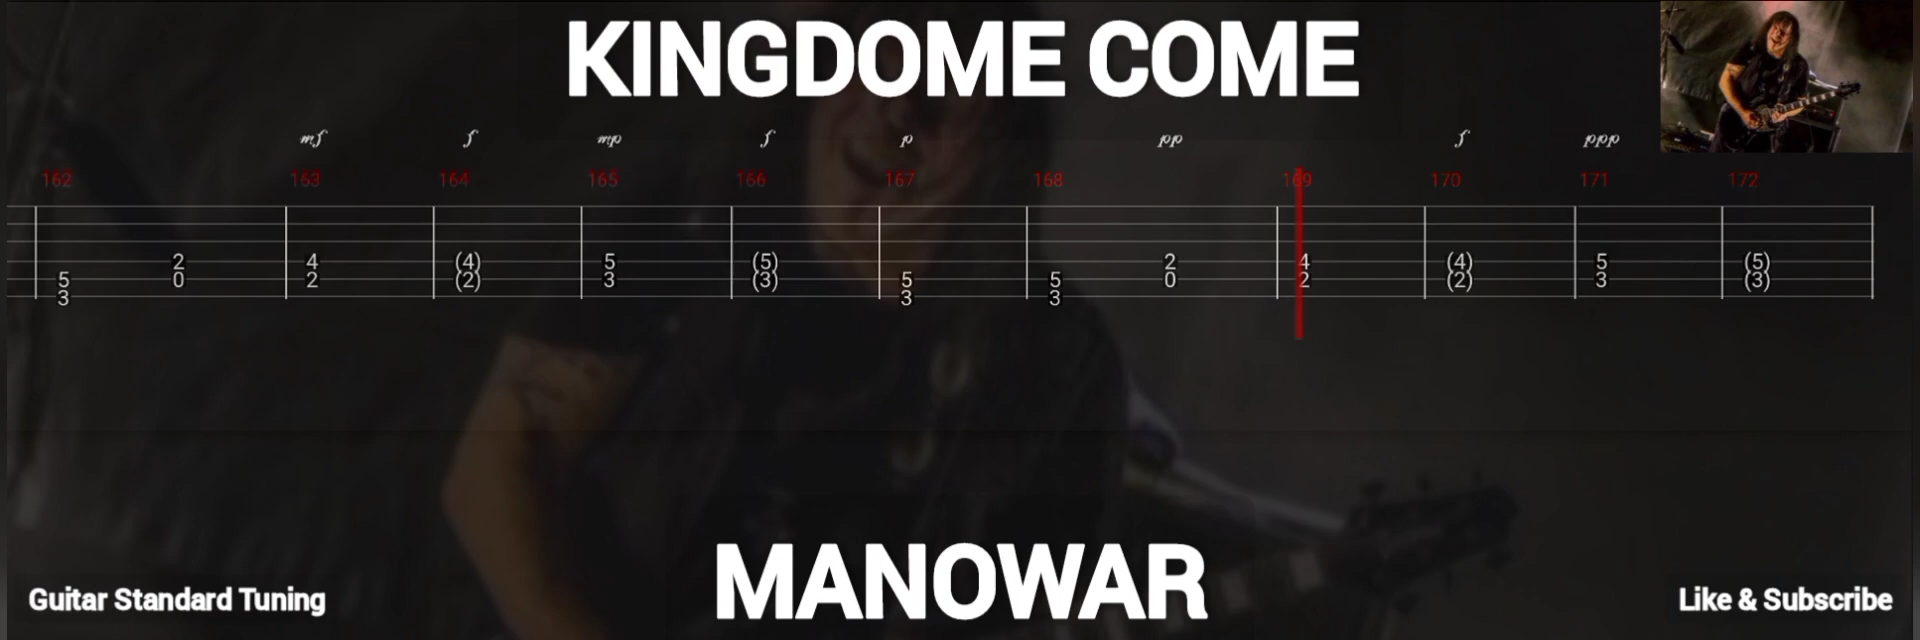 KINGDOME COME
mf f mp f p pp f ppp
162 163 164 165 166 167 168 169 170 171 172
2 4 (4) 5 (5) 2 4 (4) 5 (5)
5 0 2 (2) 3 (3) 5 5 0 2 (2) 3 (3)
3 3 3
MANOWAR
Guitar Standard Tuning
Like & Subscribe